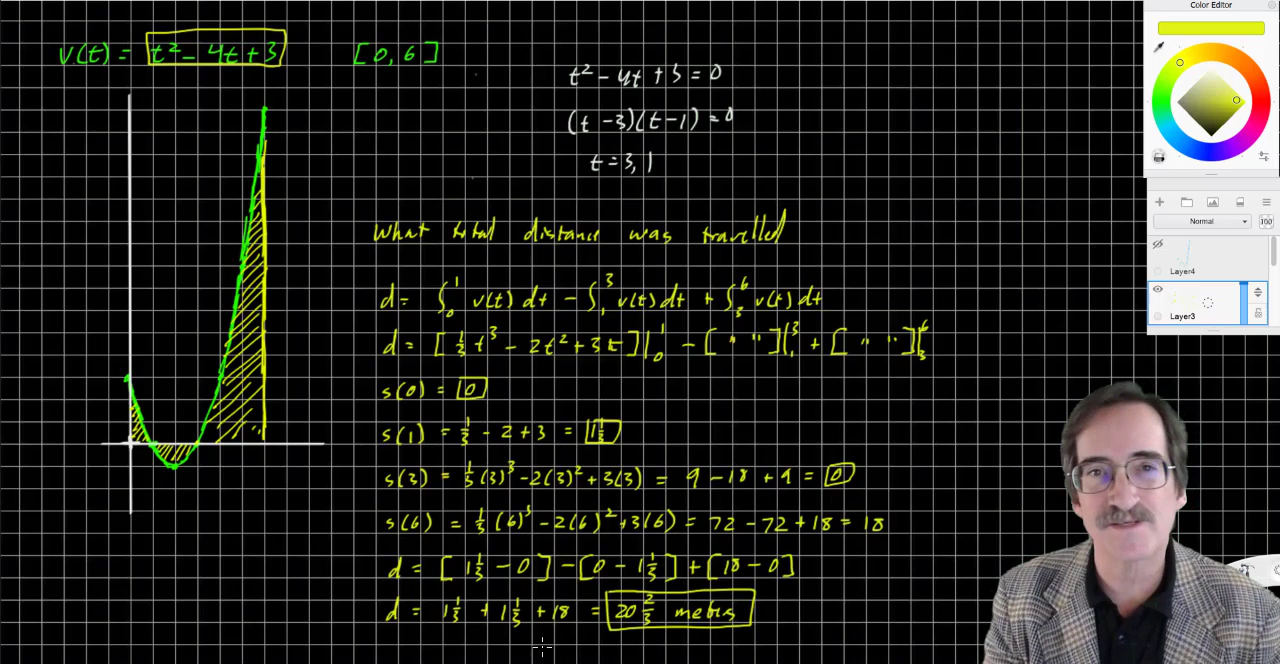 v(t) = t² - 4t + 3 [0, 6]
t² - 4t + 3 = 0
(t - 3)(t - 1) = 0
t = 3, 1
What total distance was travelled
d = ∫₀¹ v(t) dt - ∫₁³ v(t) dt + ∫₃⁶ v(t) dt
d = [⅓ t³ - 2t² + 3t]|₀¹ - [ " " ]|₁³ + [ " " ]|₃⁶
s(0) = 0
s(1) = ⅓ - 2 + 3 = 1⅓
s(3) = ⅓(3)³ - 2(3)² + 3(3) = 9 - 18 + 9 = 0
s(6) = ⅓(6)³ - 2(6)² + 3(6) = 72 - 72 + 18 = 18
d = [1⅓ - 0] - [0 - 1⅓] + [18 - 0]
d = 1⅓ + 1⅓ + 18 = 20⅔ meters
Color Editor
Normal 100
Layer4
Layer3